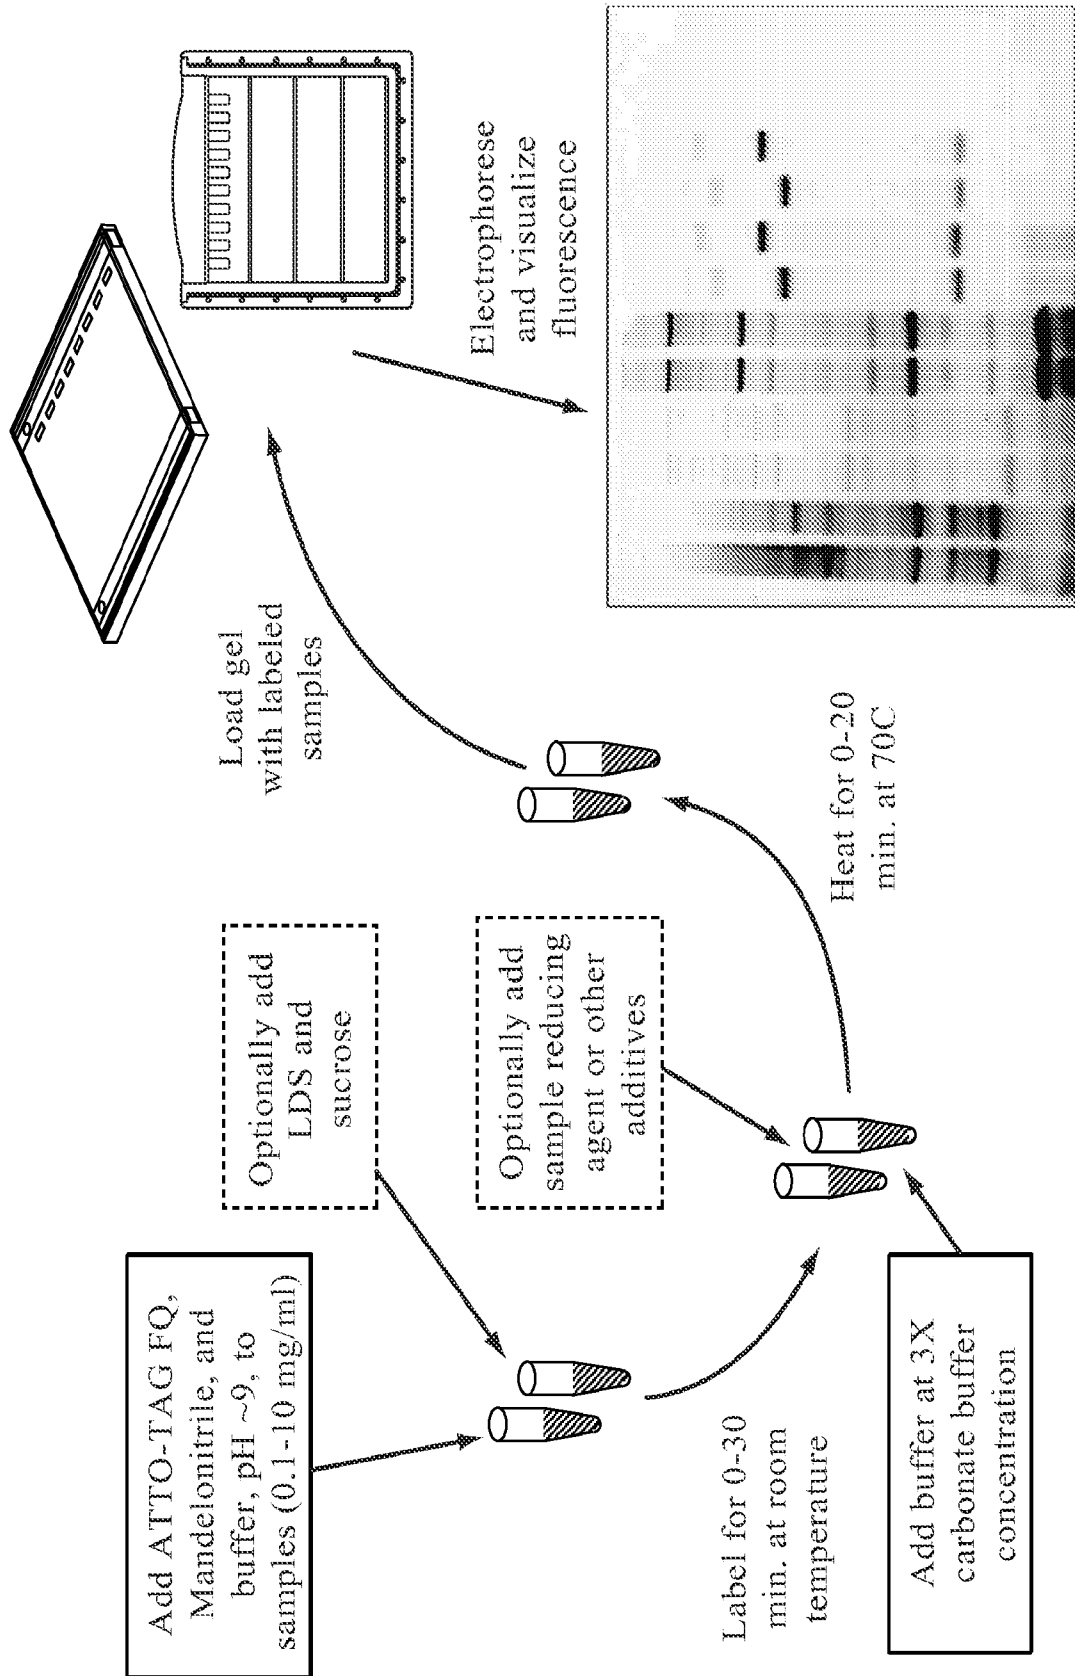 Add ATTO-TAG FQ,
Mandelonitrile, and
buffer, pH ~9, to
samples (0.1-10 mg/ml)
Optionally add
LDS and
sucrose
Label for 0-30
min. at room
temperature
Add buffer at 3X
carbonate buffer
concentration
Optionally add
sample reducing
agent or other
additives
Heat for 0-20
min. at 70C
Load gel
with labeled
samples
Electrophorese
and visualize
fluorescence